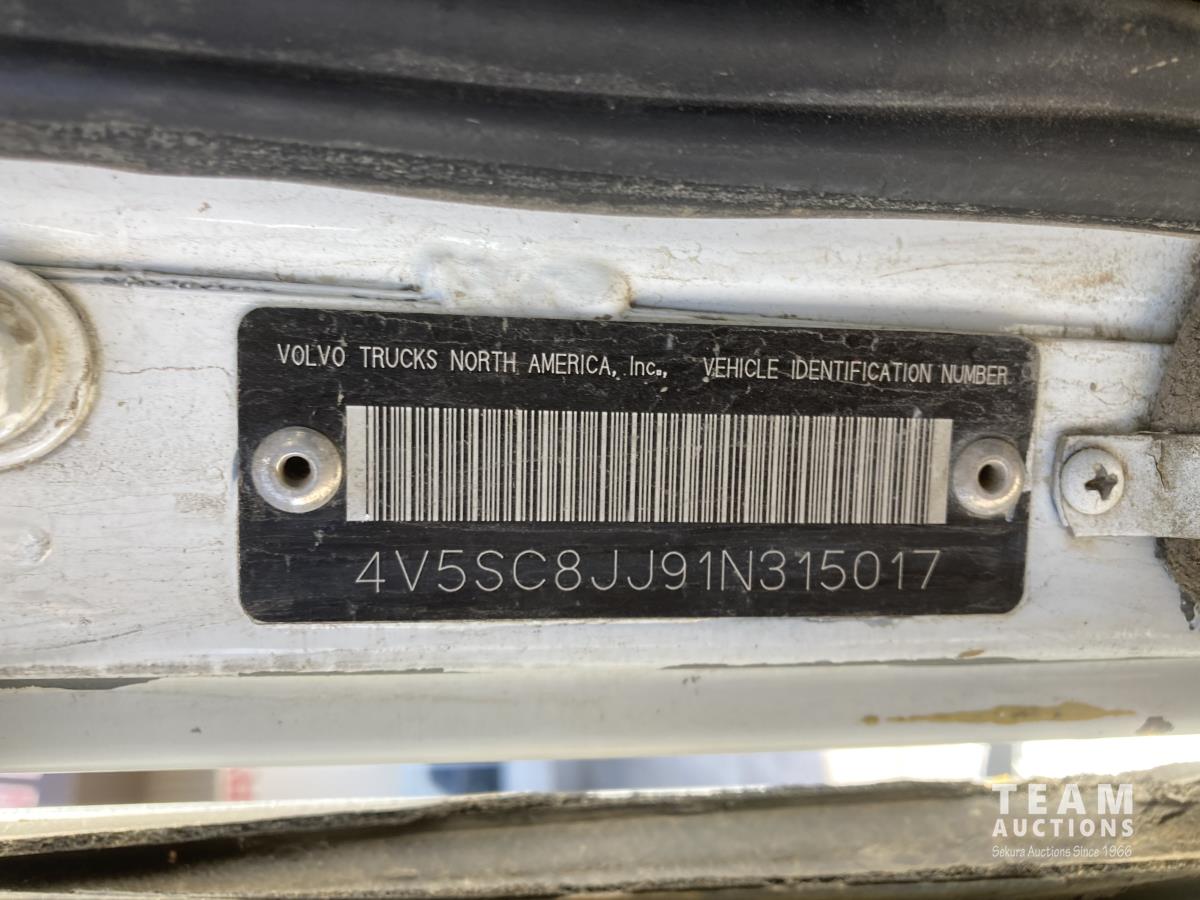 VOLVO TRUCKS NORTH AMERICA, Inc., VEHICLE IDENTIFICATION NUMBER
4V5SC8JJ91N315017
TEAM
AUCTIONS
Sekura Auctions Since 1966